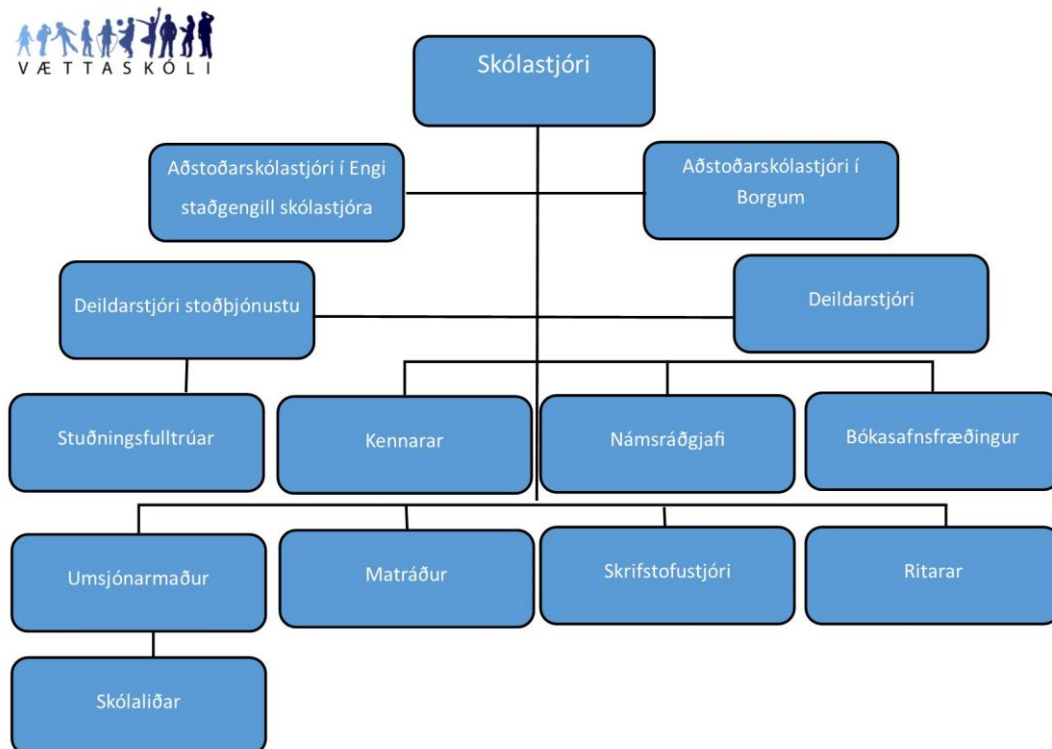 VÆTTASKÓLI
Skólastjóri
Aðstoðarskólastjóri í Engi
staðgengill skólastjóra
Aðstoðarskólastjóri í
Borgum
Deildarstjóri stoðþjónustu
Deildarstjóri
Stuðningsfulltrúar
Kennarar
Námsráðgjafi
Bókasafnsfræðingur
Umsjónarmaður
Matráður
Skrifstofustjóri
Ritarar
Skólaliðar